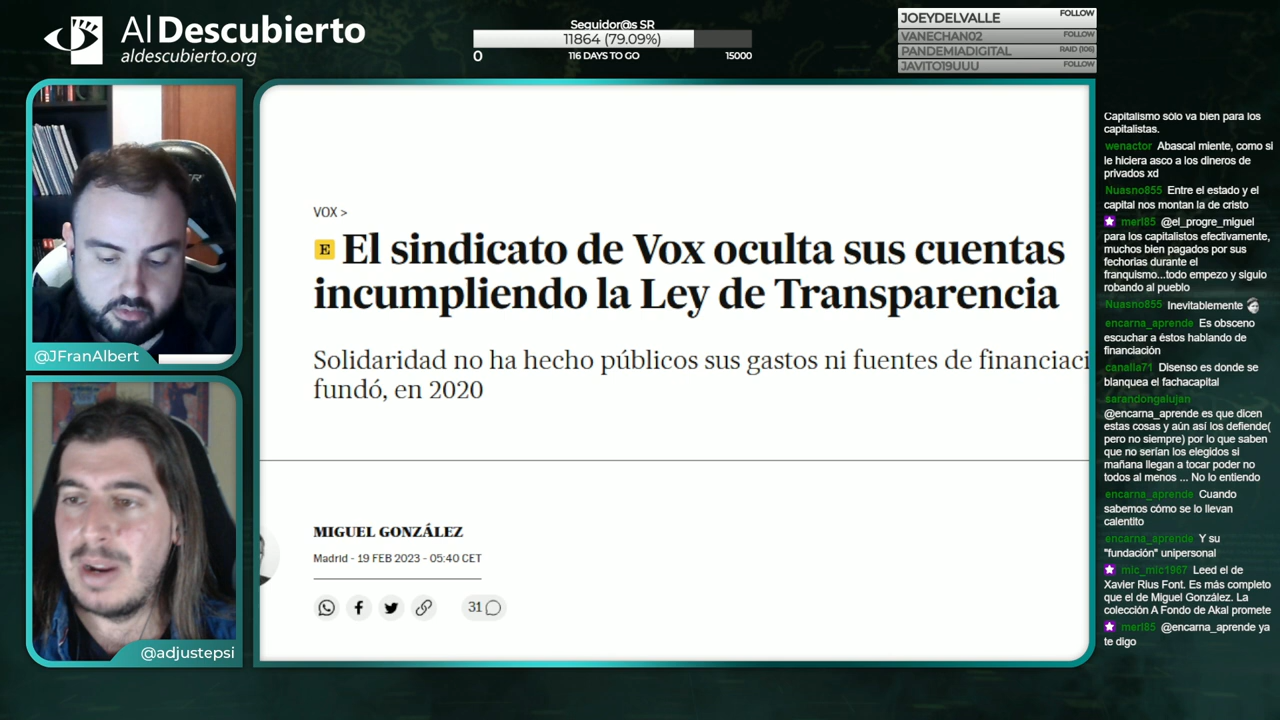 Al Descubierto
aldescubierto.org
Seguidor@s SR
11864 (79.09%)
0
116 DAYS TO GO
15000
JOEYDELVALLE FOLLOW
VANECHAN02 FOLLOW
PANDEMIADIGITAL RAID (106)
JAVITO19UUU FOLLOW
@JFranAlbert
@adjustepsi
VOX >
E El sindicato de Vox oculta sus cuentas
incumpliendo la Ley de Transparencia
Solidaridad no ha hecho públicos sus gastos ni fuentes de financiaci
fundó, en 2020
MIGUEL GONZÁLEZ
Madrid - 19 FEB 2023 - 05:40 CET
31
Capitalismo sólo va bien para los
capitalistas.
wenactor Abascal miente, como si
le hiciera asco a los dineros de
privados xd
Nuasno855 Entre el estado y el
capital nos montan la de cristo
merl85 @el_progre_miguel
para los capitalistos efectivamente,
muchos bien pagados por sus
fechorias durante el
franquismo...todo empezo y siguIo
robando al pueblo
Nuasno855 Inevitablemente
encarna_aprende Es obsceno
escuchar a éstos hablando de
financiación
canalla71 Disenso es donde se
blanquea el fachacapital
sarandongalujan
@encarna_aprende es que dicen
estas cosas y aún así los defiende(
pero no siempre) por lo que saben
que no serían los elegidos si
mañana llegan a tocar poder no
todos al menos ... No lo entiendo
encarna_aprende Cuando
sabemos cómo se lo llevan
calentito
encarna_aprende Y su
"fundación" unipersonal
mic_mic1967 Leed el de
Xavier Rius Font. Es más completo
que el de Miguel González. La
colección A Fondo de Akal promete
merl85 @encarna_aprende ya
te digo